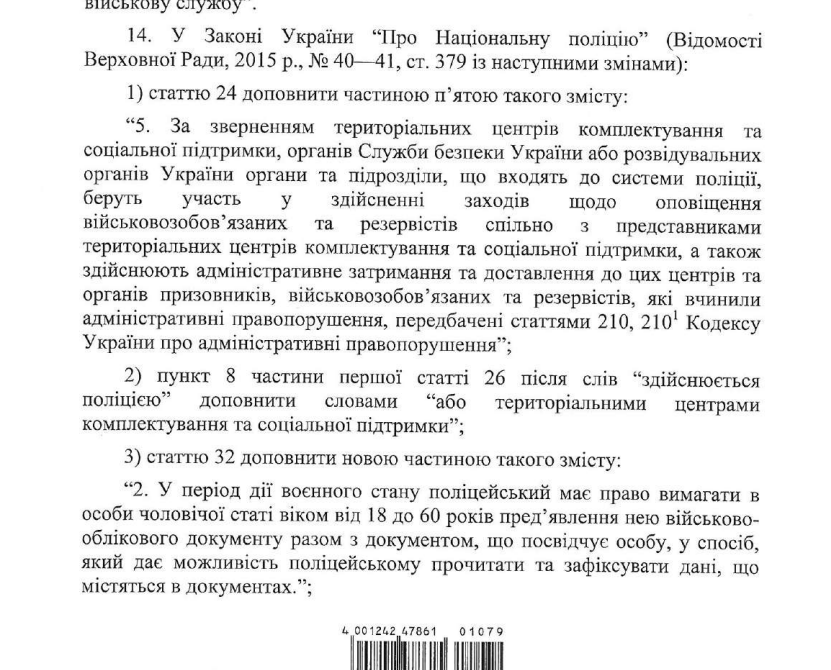 військову службу”.
14. У Законі України “Про Національну поліцію” (Відомості
Верховної Ради, 2015 р., № 40—41, ст. 379 із наступними змінами):
1) статтю 24 доповнити частиною п’ятою такого змісту:
“5. За зверненням територіальних центрів комплектування та
соціальної підтримки, органів Служби безпеки України або розвідувальних
органів України органи та підрозділи, що входять до системи поліції,
беруть участь у здійсненні заходів щодо оповіщення
військовозобов’язаних та резервістів спільно з представниками
територіальних центрів комплектування та соціальної підтримки, а також
здійснюють адміністративне затримання та доставлення до цих центрів та
органів призовників, військовозобов’язаних та резервістів, які вчинили
адміністративні правопорушення, передбачені статтями 210, 210¹ Кодексу
України про адміністративні правопорушення”;
2) пункт 8 частини першої статті 26 після слів “здійснюється
поліцією” доповнити словами “або територіальними центрами
комплектування та соціальної підтримки”;
3) статтю 32 доповнити новою частиною такого змісту:
“2. У період дії воєнного стану поліцейський має право вимагати в
особи чоловічої статі віком від 18 до 60 років пред’явлення нею військово-
облікового документу разом з документом, що посвідчує особу, у спосіб,
який дає можливість поліцейському прочитати та зафіксувати дані, що
містяться в документах.”;
4 001242 47861 01079